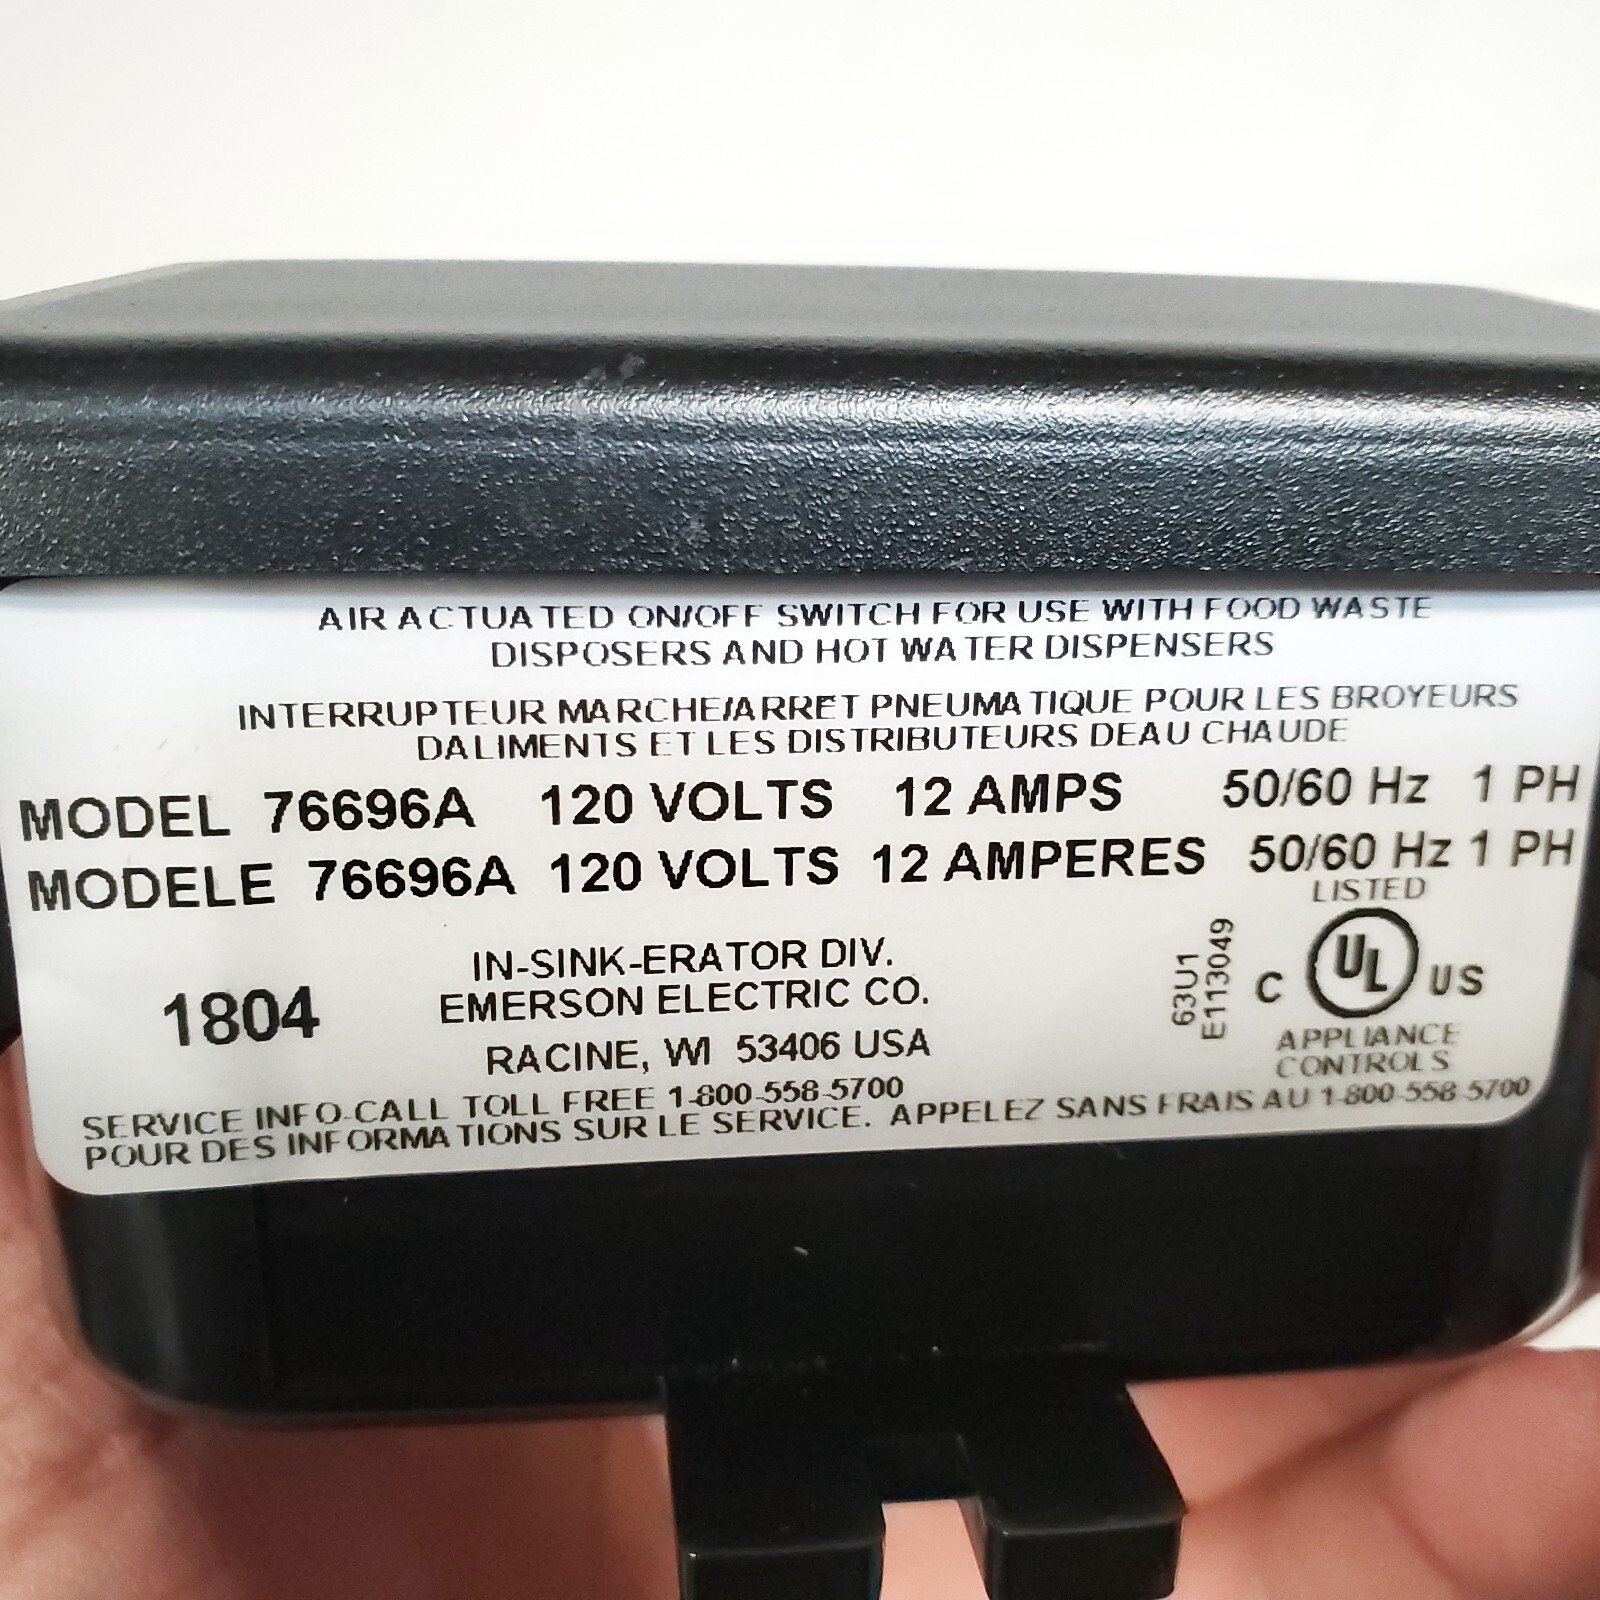 AIR ACTUATED ON/OFF SWITCH FOR USE WITH FOOD WASTE
DISPOSERS AND HOT WATER DISPENSERS
INTERRUPTEUR MARCHE/ARRET PNEUMATIQUE POUR LES BROYEURS
DALIMENTS ET LES DISTRIBUTEURS DEAU CHAUDE
MODEL 76696A 120 VOLTS 12 AMPS 50/60 Hz 1 PH
MODELE 76696A 120 VOLTS 12 AMPERES 50/60 Hz 1 PH
LISTED
1804
IN-SINK-ERATOR DIV.
EMERSON ELECTRIC CO.
RACINE, WI 53406 USA
63U1
E113049
C UL US
APPLIANCE
CONTROLS
SERVICE INFO-CALL TOLL FREE 1-800-558-5700
POUR DES INFORMATIONS SUR LE SERVICE. APPELEZ SANS FRAIS AU 1-800-558-5700